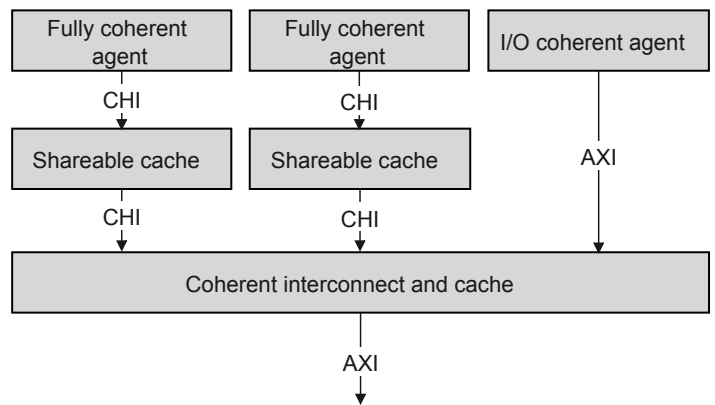 Fully coherent
agent
Fully coherent
agent
I/O coherent agent
CHI
CHI
Shareable cache
Shareable cache
AXI
CHI
CHI
Coherent interconnect and cache
AXI